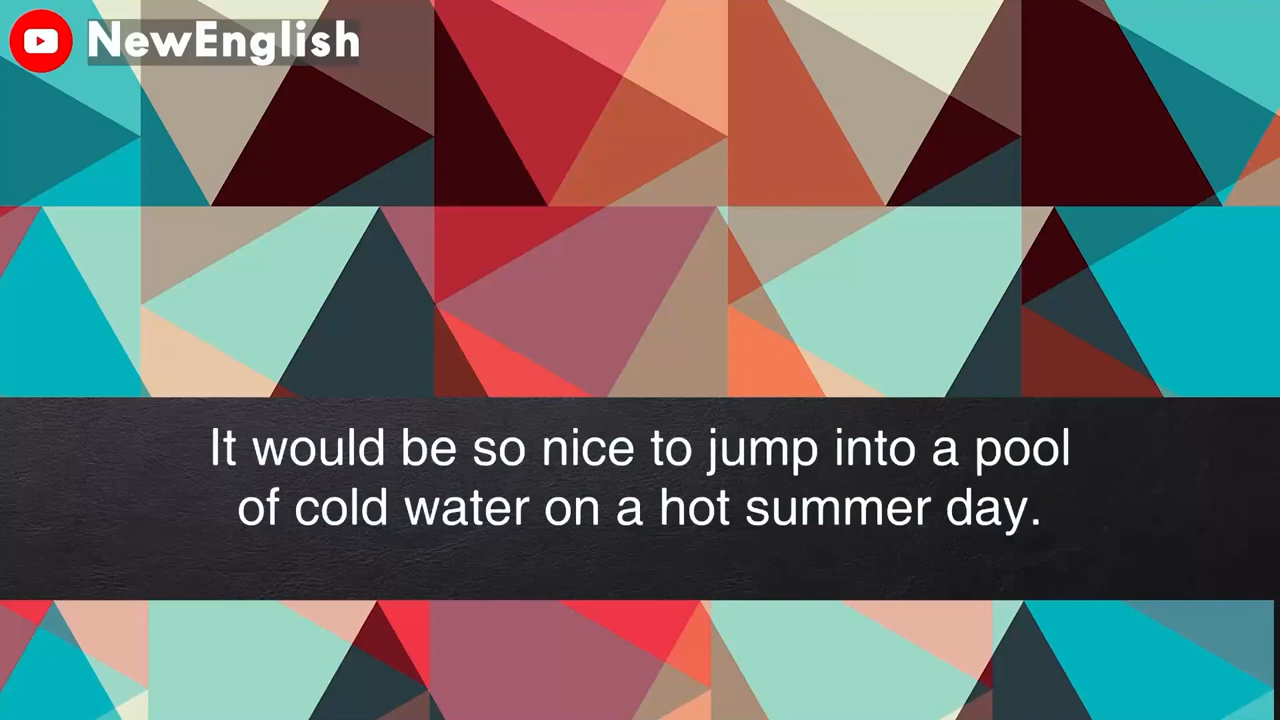 NewEnglish
It would be so nice to jump into a pool
of cold water on a hot summer day.